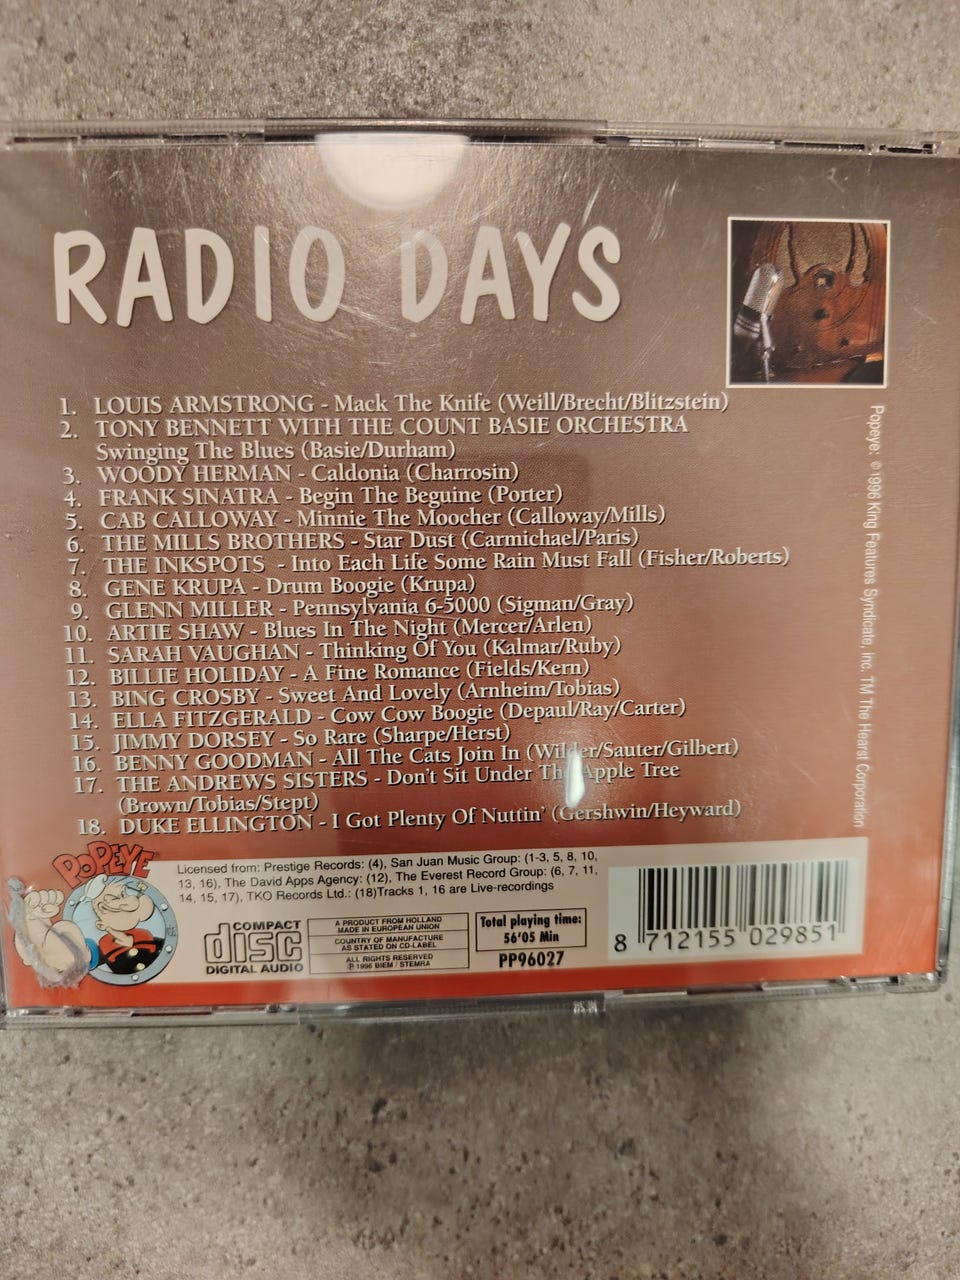 RADIO DAYS
1. LOUIS ARMSTRONG - Mack The Knife (Weill/Brecht/Blitzstein)
2. TONY BENNETT WITH THE COUNT BASIE ORCHESTRA
Swinging The Blues (Basie/Durham)
3. WOODY HERMAN - Caldonia (Charrosin)
4. FRANK SINATRA - Begin The Beguine (Porter)
5. CAB CALLOWAY - Minnie The Moocher (Calloway/Mills)
6. THE MILLS BROTHERS - Star Dust (Carmichael/Paris)
7. THE INKSPOTS - Into Each Life Some Rain Must Fall (Fisher/Roberts)
8. GENE KRUPA - Drum Boogie (Krupa)
9. GLENN MILLER - Pennsylvania 6-5000 (Sigman/Gray)
10. ARTIE SHAW - Blues In The Night (Mercer/Arlen)
11. SARAH VAUGHAN - Thinking Of You (Kalmar/Ruby)
12. BILLIE HOLIDAY - A Fine Romance (Fields/Kern)
13. BING CROSBY - Sweet And Lovely (Arnheim/Tobias)
14. ELLA FITZGERALD - Cow Cow Boogie (Depaul/Ray/Carter)
15. JIMMY DORSEY - So Rare (Sharpe/Herst)
16. BENNY GOODMAN - All The Cats Join In (Wilder/Sauter/Gilbert)
17. THE ANDREWS SISTERS - Don't Sit Under The Apple Tree
(Brown/Tobias/Stept)
18. DUKE ELLINGTON - I Got Plenty Of Nuttin' (Gershwin/Heyward)
Popeye: © 1996 King Features Syndicate, Inc. TM The Hearst Corporation
POPEYE
Licensed from: Prestige Records: (4), San Juan Music Group: (1-3, 5, 8, 10,
13, 16), The David Apps Agency: (12), The Everest Record Group: (6, 7, 11,
14, 15, 17), TKO Records Ltd.: (18)Tracks 1, 16 are Live-recordings
COMPACT
disc
DIGITAL AUDIO
A PRODUCT FROM HOLLAND
MADE IN EUROPEAN UNION
COUNTRY OF MANUFACTURE
AS STATED ON CD-LABEL
ALL RIGHTS RESERVED
℗ 1996 BIEM / STEMRA
Total playing time:
56'05 Min
PP96027
8 712155 029851